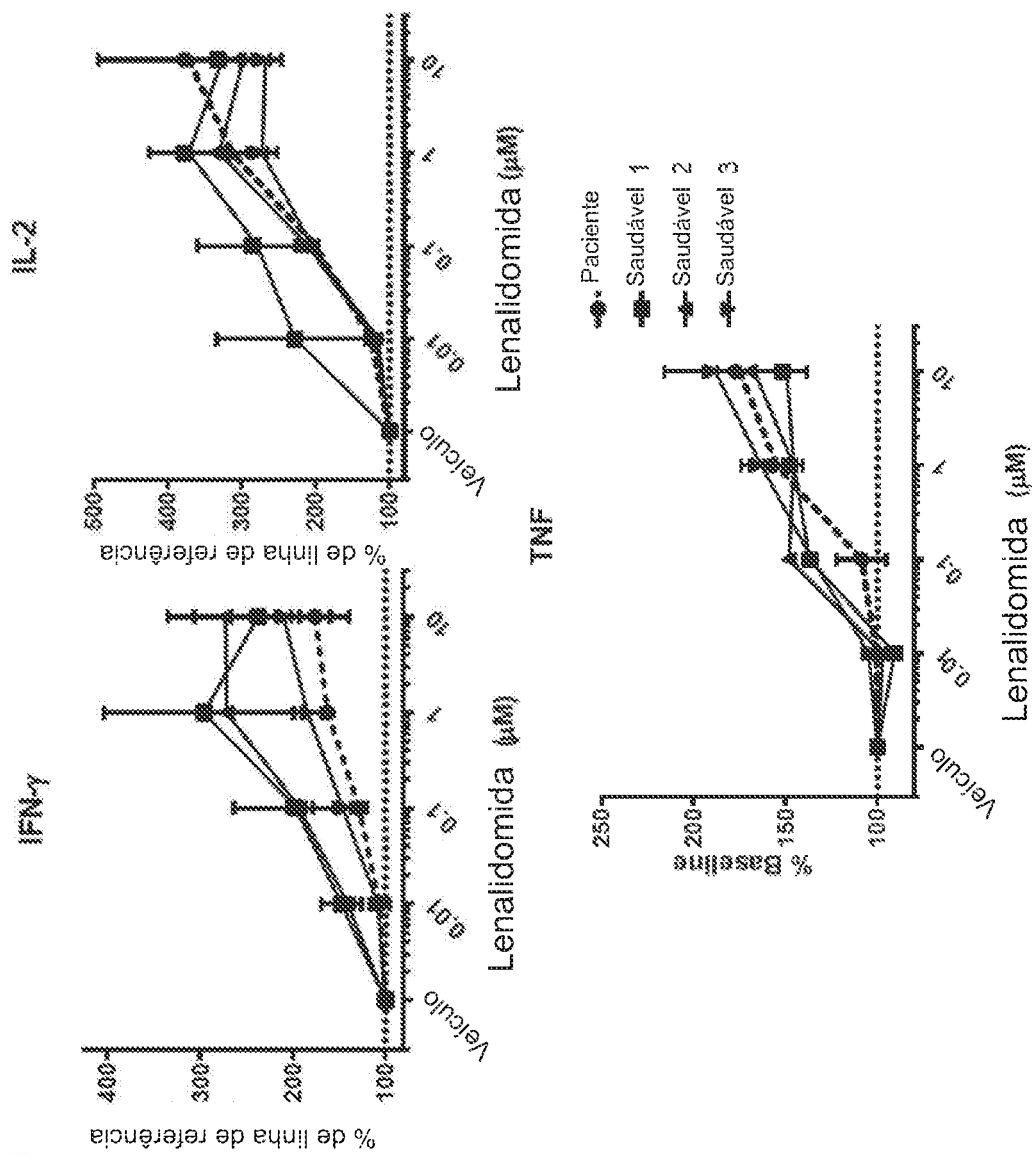 IFN-γ
% de linha de referência
400
300
200
100
Veículo
0.01
0.1
1
10
Lenalidomida (µM)
IL-2
% de linha de referência
500
400
300
200
100
Veículo
0.01
0.1
1
10
Lenalidomida (µM)
TNF
% Baseline
250
200
150
100
Veículo
0.01
0.1
1
10
Lenalidomida (µM)
Paciente
Saudável 1
Saudável 2
Saudável 3